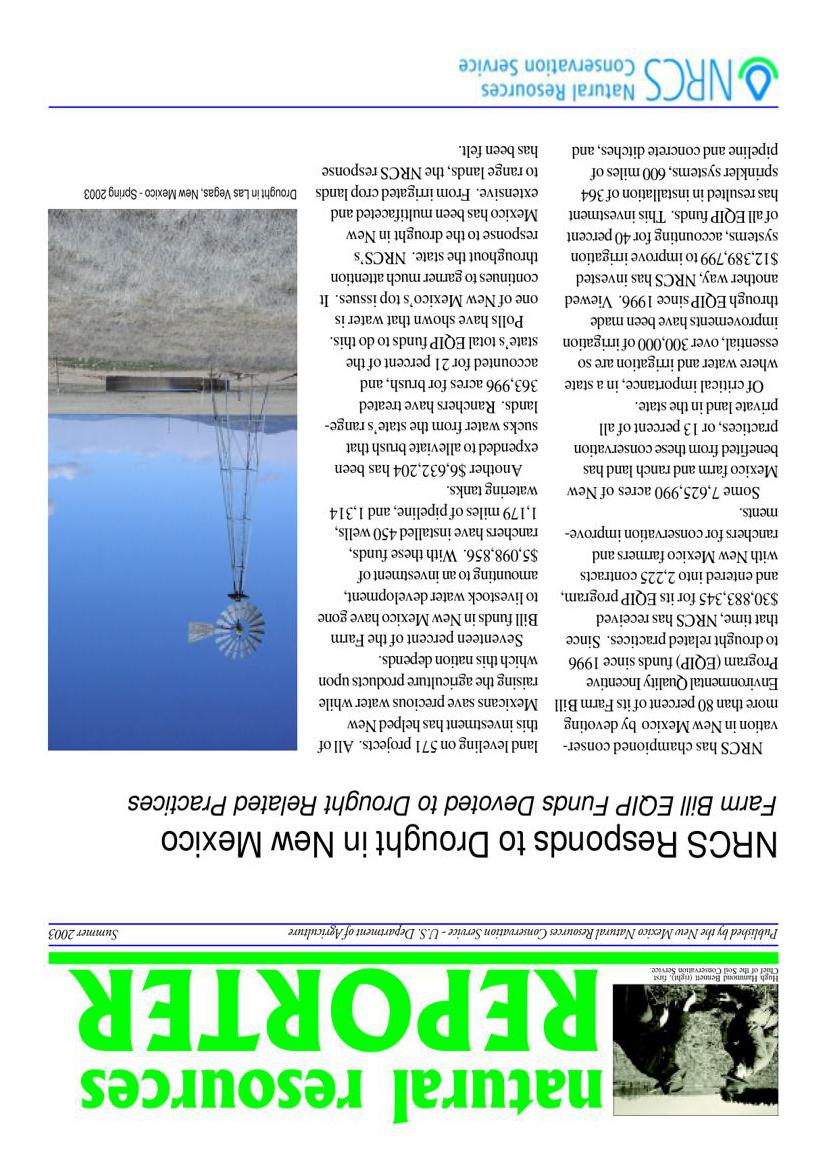 natural resources
REPORTER
Hugh Hammond Bennett (right), first
Chief of the Soil Conservation Service.
Published by the New Mexico Natural Resources Conservation Service - U.S. Department of Agriculture
Summer 2003
NRCS Responds to Drought in New Mexico
Farm Bill EQIP Funds Devoted to Drought Related Practices
NRCS has championed conser-
vation in New Mexico by devoting
more than 80 percent of its Farm Bill
Environmental Quality Incentive
Program (EQIP) funds since 1996
to drought related practices. Since
that time, NRCS has received
$30,883,345 for its EQIP program,
and entered into 2,225 contracts
with New Mexico farmers and
ranchers for conservation improve-
ments.
Some 7,625,990 acres of New
Mexico farm and ranch land has
benefited from these conservation
practices, or 13 percent of all
private land in the state.
Of critical importance, in a state
where water and irrigation are so
essential, over 300,000 of irrigation
improvements have been made
through EQIP since 1996. Viewed
another way, NRCS has invested
$12,389,799 to improve irrigation
systems, accounting for 40 percent
of all EQIP funds. This investment
has resulted in installation of 364
sprinkler systems, 600 miles of
pipeline and concrete ditches, and
land leveling on 571 projects. All of
this investment has helped New
Mexicans save precious water while
raising the agriculture products upon
which this nation depends.
Seventeen percent of the Farm
Bill funds in New Mexico have gone
to livestock water development,
amounting to an investment of
$5,098,856. With these funds,
ranchers have installed 450 wells,
1,179 miles of pipeline, and 1,314
watering tanks.
Another $6,632,204 has been
expended to alleviate brush that
sucks water from the state's range-
lands. Ranchers have treated
363,996 acres for brush, and
accounted for 21 percent of the
state's total EQIP funds to do this.
Polls have shown that water is
one of New Mexico's top issues. It
continues to garner much attention
throughout the state. NRCS's
response to the drought in New
Mexico has been multifaceted and
extensive. From irrigated crop lands
to range lands, the NRCS response
has been felt.
Drought in Las Vegas, New Mexico - Spring 2003
NRCS Natural Resources
Conservation Service